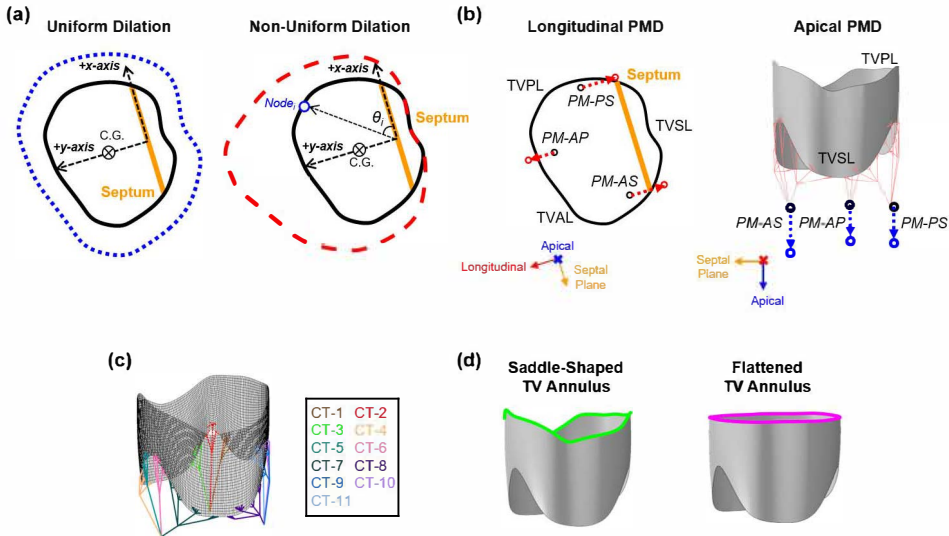 (a)
Uniform Dilation
+x-axis
C.G.
+y-axis
Septum
Non-Uniform Dilation
+x-axis
Nodeᵢ
θᵢ
Septum
+y-axis
C.G.
(b)
Longitudinal PMD
TVPL
Septum
PM-PS
TVSL
PM-AP
PM-AS
TVAL
Apical
Longitudinal
Septal
Plane
Apical PMD
TVPL
TVSL
PM-AS
PM-AP
PM-PS
Septal
Plane
Apical
(c)
CT-1 CT-2
CT-3 CT-4
CT-5 CT-6
CT-7 CT-8
CT-9 CT-10
CT-11
(d)
Saddle-Shaped
TV Annulus
Flattened
TV Annulus